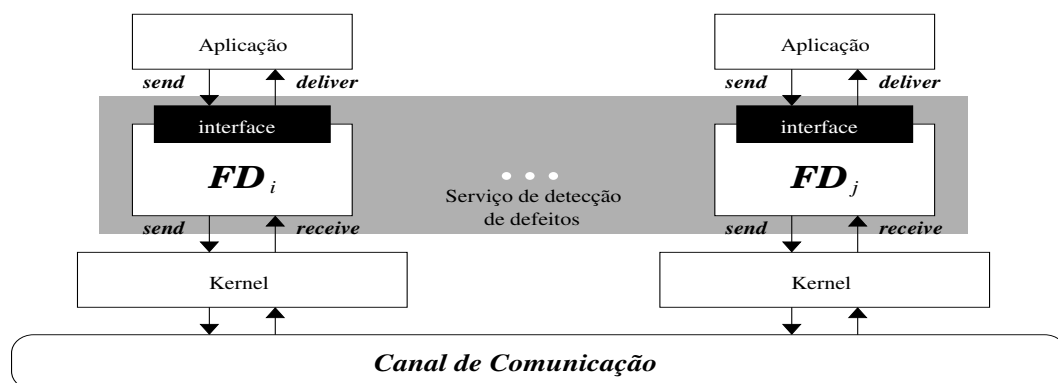 Aplicação
Aplicação
send
deliver
send
deliver
interface
interface
FD i
FD j
Serviço de detecção
de defeitos
send
receive
send
receive
Kernel
Kernel
Canal de Comunicação